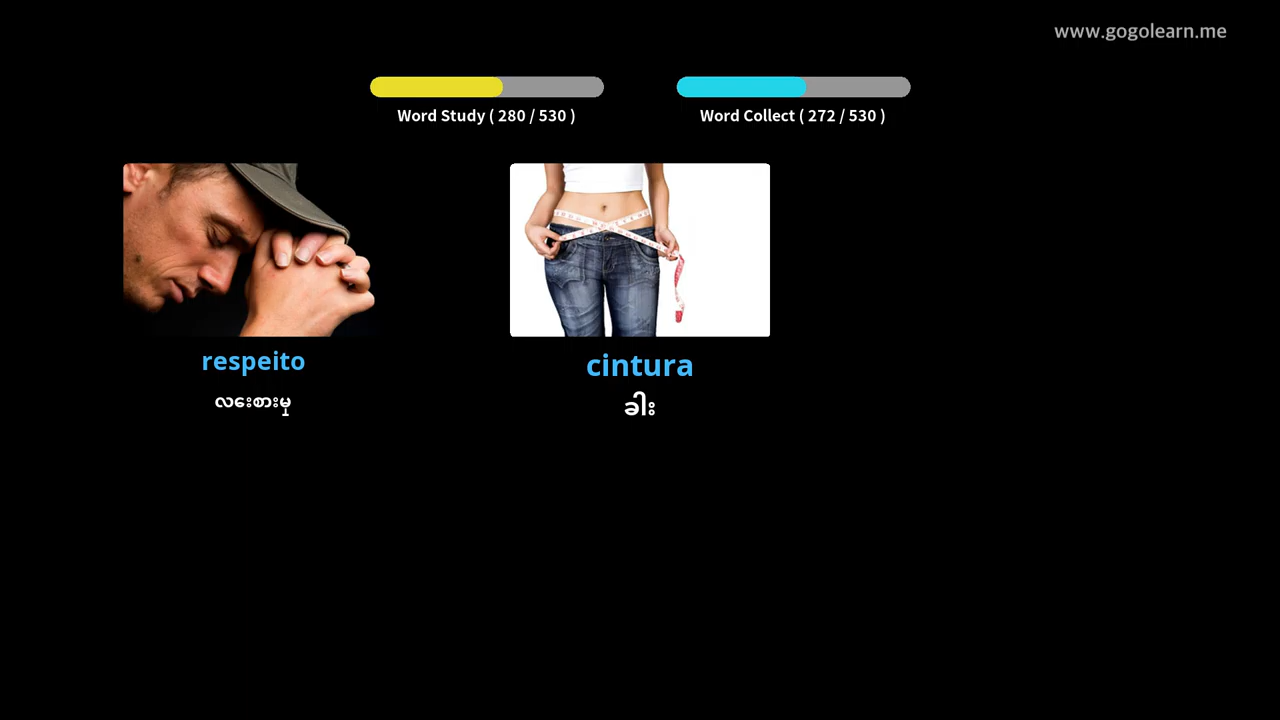 www.gogolearn.me
Word Study ( 280 / 530 )
Word Collect ( 272 / 530 )
respeito
လေးစားမှု
cintura
ခါး